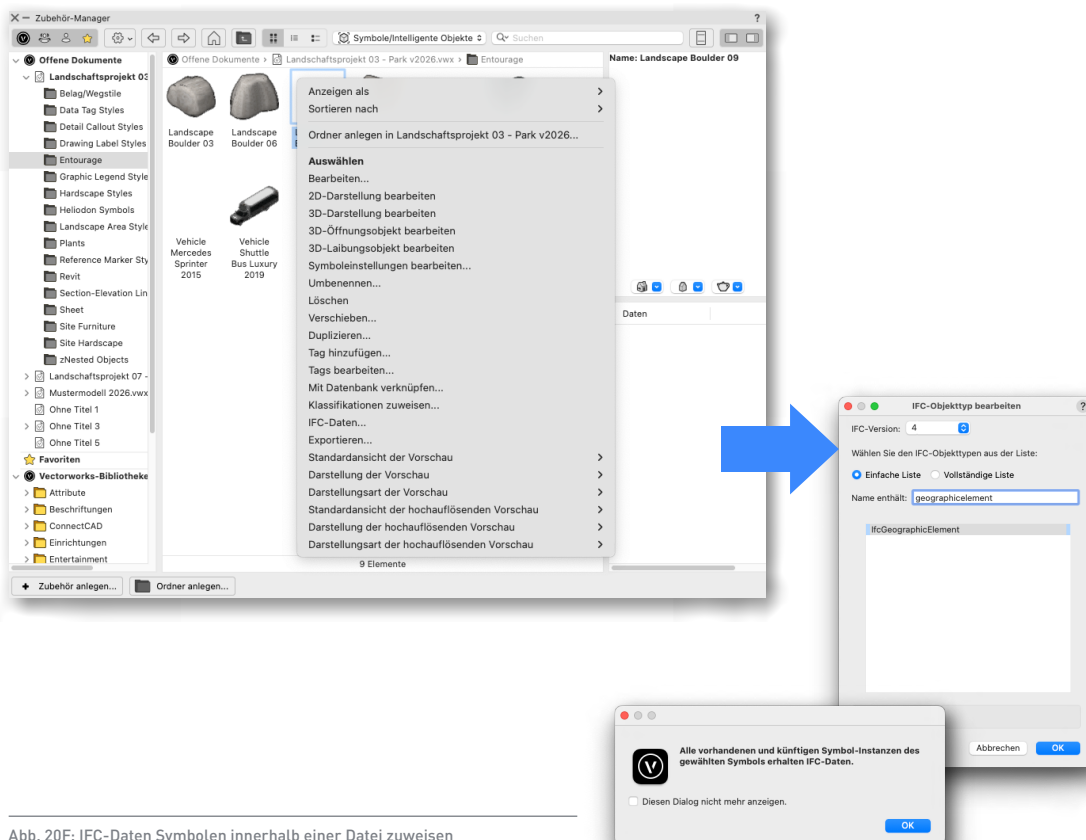 Zubehör-Manager
?
Symbole/Intelligente Objekte
Suchen
Offene Dokumente
Landschaftsprojekt 03
Belag/Wegstile
Data Tag Styles
Detail Callout Styles
Drawing Label Styles
Entourage
Graphic Legend Style
Hardscape Styles
Heliodon Symbols
Landscape Area Style
Plants
Reference Marker Sty
Revit
Section-Elevation Lin
Sheet
Site Furniture
Site Hardscape
zNested Objects
Landschaftsprojekt 07 -
Mustermodell 2026.vwx
Ohne Titel 1
Ohne Titel 3
Ohne Titel 5
Favoriten
Vectorworks-Bibliotheke
Attribute
Beschriftungen
ConnectCAD
Einrichtungen
Entertainment
Offene Dokumente › Landschaftsprojekt 03 - Park v2026.vwx › Entourage
Landscape
Boulder 03
Landscape
Boulder 06
Vehicle
Mercedes
Sprinter
2015
Vehicle
Shuttle
Bus Luxury
2019
Anzeigen als
Sortieren nach
Ordner anlegen in Landschaftsprojekt 03 - Park v2026...
Auswählen
Bearbeiten...
2D-Darstellung bearbeiten
3D-Darstellung bearbeiten
3D-Öffnungsobjekt bearbeiten
3D-Laibungsobjekt bearbeiten
Symboleinstellungen bearbeiten...
Umbenennen...
Löschen
Verschieben...
Duplizieren...
Tag hinzufügen...
Tags bearbeiten...
Mit Datenbank verknüpfen...
Klassifikationen zuweisen...
IFC-Daten...
Exportieren...
Standardansicht der Vorschau
Darstellung der Vorschau
Darstellungsart der Vorschau
Standardansicht der hochauflösenden Vorschau
Darstellung der hochauflösenden Vorschau
Darstellungsart der hochauflösenden Vorschau
9 Elemente
Name: Landscape Boulder 09
Daten
Zubehör anlegen...
Ordner anlegen...
IFC-Objekttyp bearbeiten
?
IFC-Version: 4
Wählen Sie den IFC-Objekttypen aus der Liste:
Einfache Liste Vollständige Liste
Name enthält: geographicelement
IfcGeographicElement
Abbrechen OK
Alle vorhandenen und künftigen Symbol-Instanzen des
gewählten Symbols erhalten IFC-Daten.
Diesen Dialog nicht mehr anzeigen.
OK
Abb. 20F: IFC-Daten Symbolen innerhalb einer Datei zuweisen